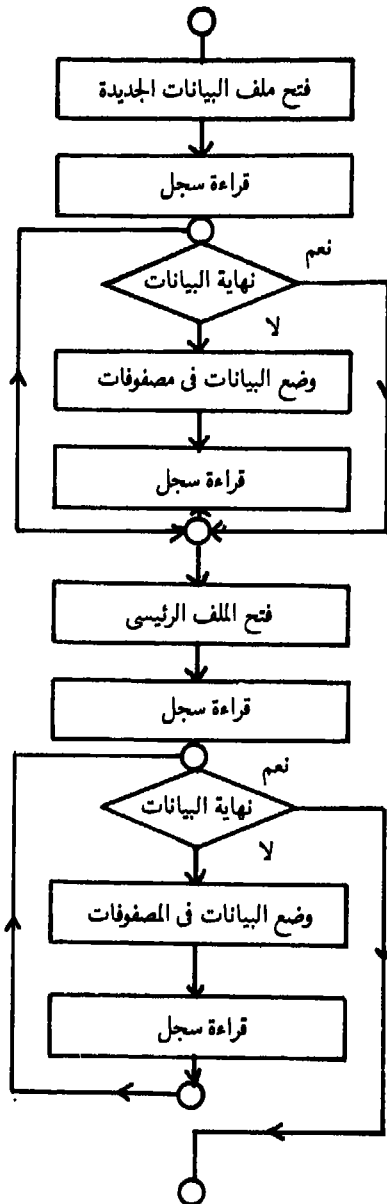 فتح ملف البيانات الجديدة
قراءة سجل
نعم
نهاية البيانات
لا
وضع البيانات فى مصفوفات
قراءة سجل
فتح الملف الرئيسى
قراءة سجل
نعم
نهاية البيانات
لا
وضع البيانات فى المصفوفات
قراءة سجل